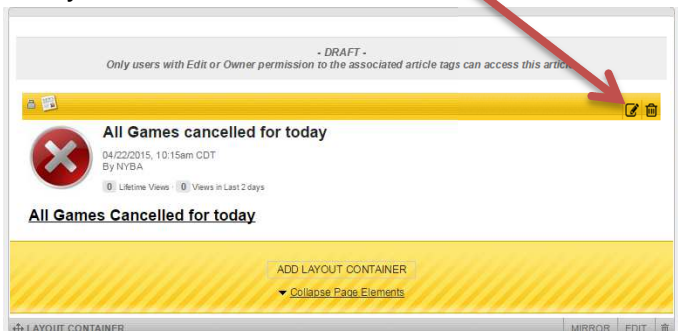 - DRAFT -
Only users with Edit or Owner permission to the associated article tags can access this
All Games cancelled for today
04/22/2015, 10:15am CDT
By NYBA
0 Lifetime Views · 0 Views in Last 2 days
All Games Cancelled for today
ADD LAYOUT CONTAINER
Collapse Page Elements
LAYOUT CONTAINER MIRROR EDIT